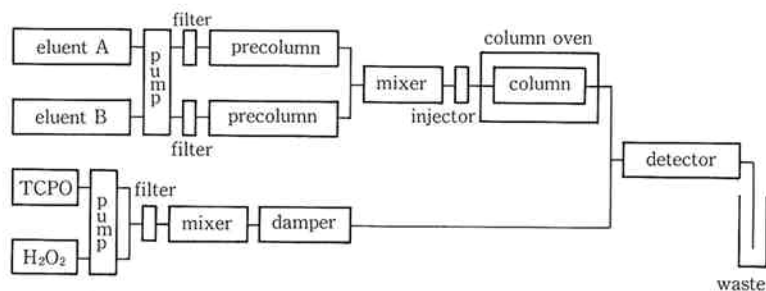 filter
eluent A
pump
precolumn
column oven
mixer
column
eluent B
precolumn
injector
filter
detector
TCPO
pump
filter
mixer
damper
H₂O₂
waste